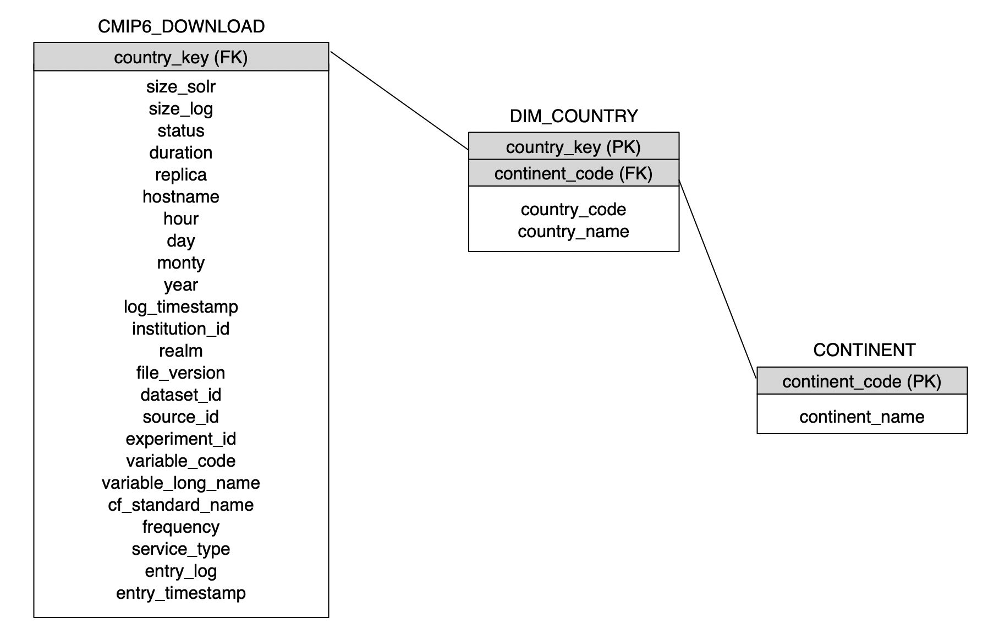 CMIP6_DOWNLOAD
country_key (FK)
size_solr
size_log
status
duration
replica
hostname
hour
day
monty
year
log_timestamp
institution_id
realm
file_version
dataset_id
source_id
experiment_id
variable_code
variable_long_name
cf_standard_name
frequency
service_type
entry_log
entry_timestamp
DIM_COUNTRY
country_key (PK)
continent_code (FK)
country_code
country_name
CONTINENT
continent_code (PK)
continent_name